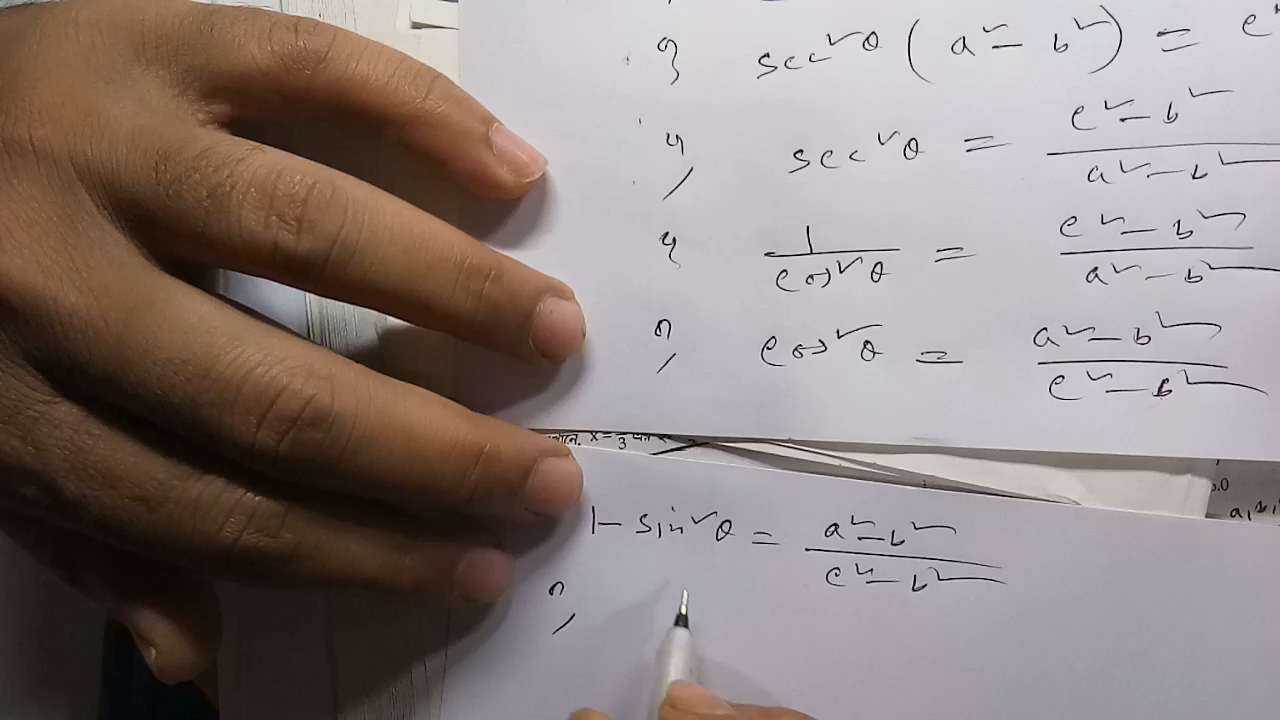 sec²θ (a² - b²) = c²
sec²θ = c² - b² / a² - b²
1 / cos²θ = c² - b² / a² - b²
cos²θ = a² - b² / c² - b²
1 - sin²θ = a² - b² / c² - b²